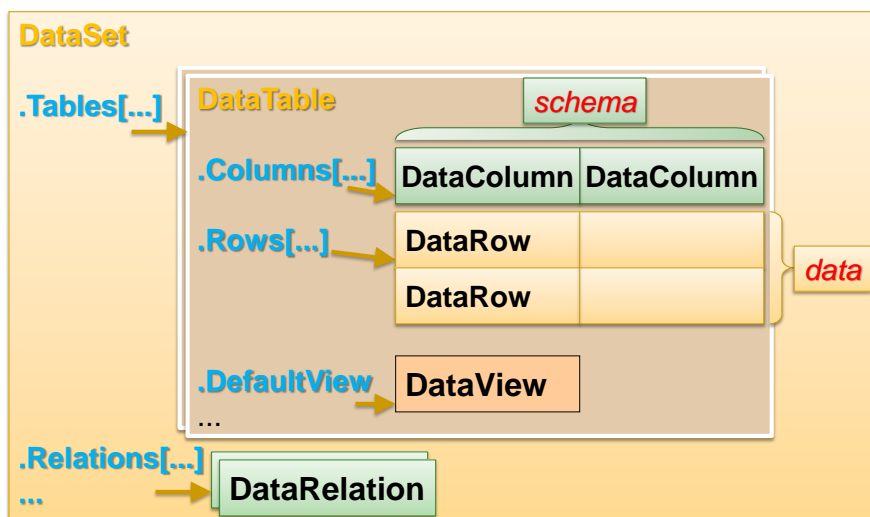 DataSet
.Tables[...]
DataTable
schema
.Columns[...]
DataColumn DataColumn
.Rows[...]
DataRow
data
DataRow
.DefaultView
DataView
...
.Relations[...]
DataRelation
...